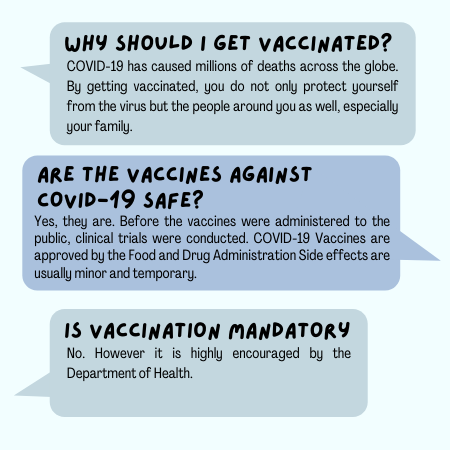 WHY SHOULD I GET VACCINATED?
COVID-19 has caused millions of deaths across the globe.
By getting vaccinated, you do not only protect yourself
from the virus but the people around you as well, especially
your family.
ARE THE VACCINES AGAINST
COVID-19 SAFE?
Yes, they are. Before the vaccines were administered to the
public, clinical trials were conducted. COVID-19 Vaccines are
approved by the Food and Drug Administration Side effects are
usually minor and temporary.
IS VACCINATION MANDATORY
No. However it is highly encouraged by the
Department of Health.